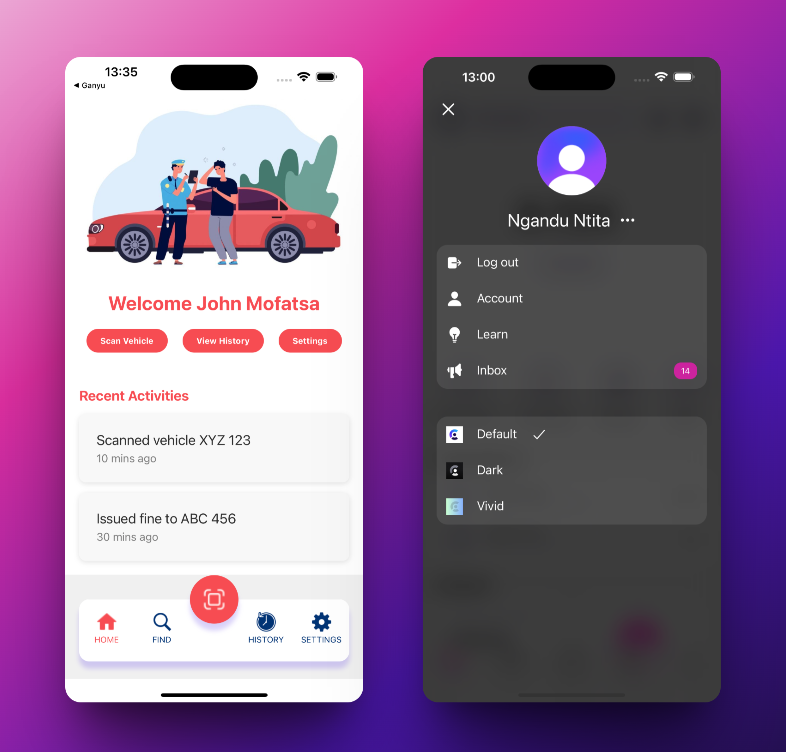 13:35
◄ Ganyu
Welcome John Mofatsa
Scan Vehicle
View History
Settings
Recent Activities
Scanned vehicle XYZ 123
10 mins ago
Issued fine to ABC 456
30 mins ago
HOME
FIND
HISTORY
SETTINGS
13:00
Ngandu Ntita
Log out
Account
Learn
Inbox
14
Default
Dark
Vivid